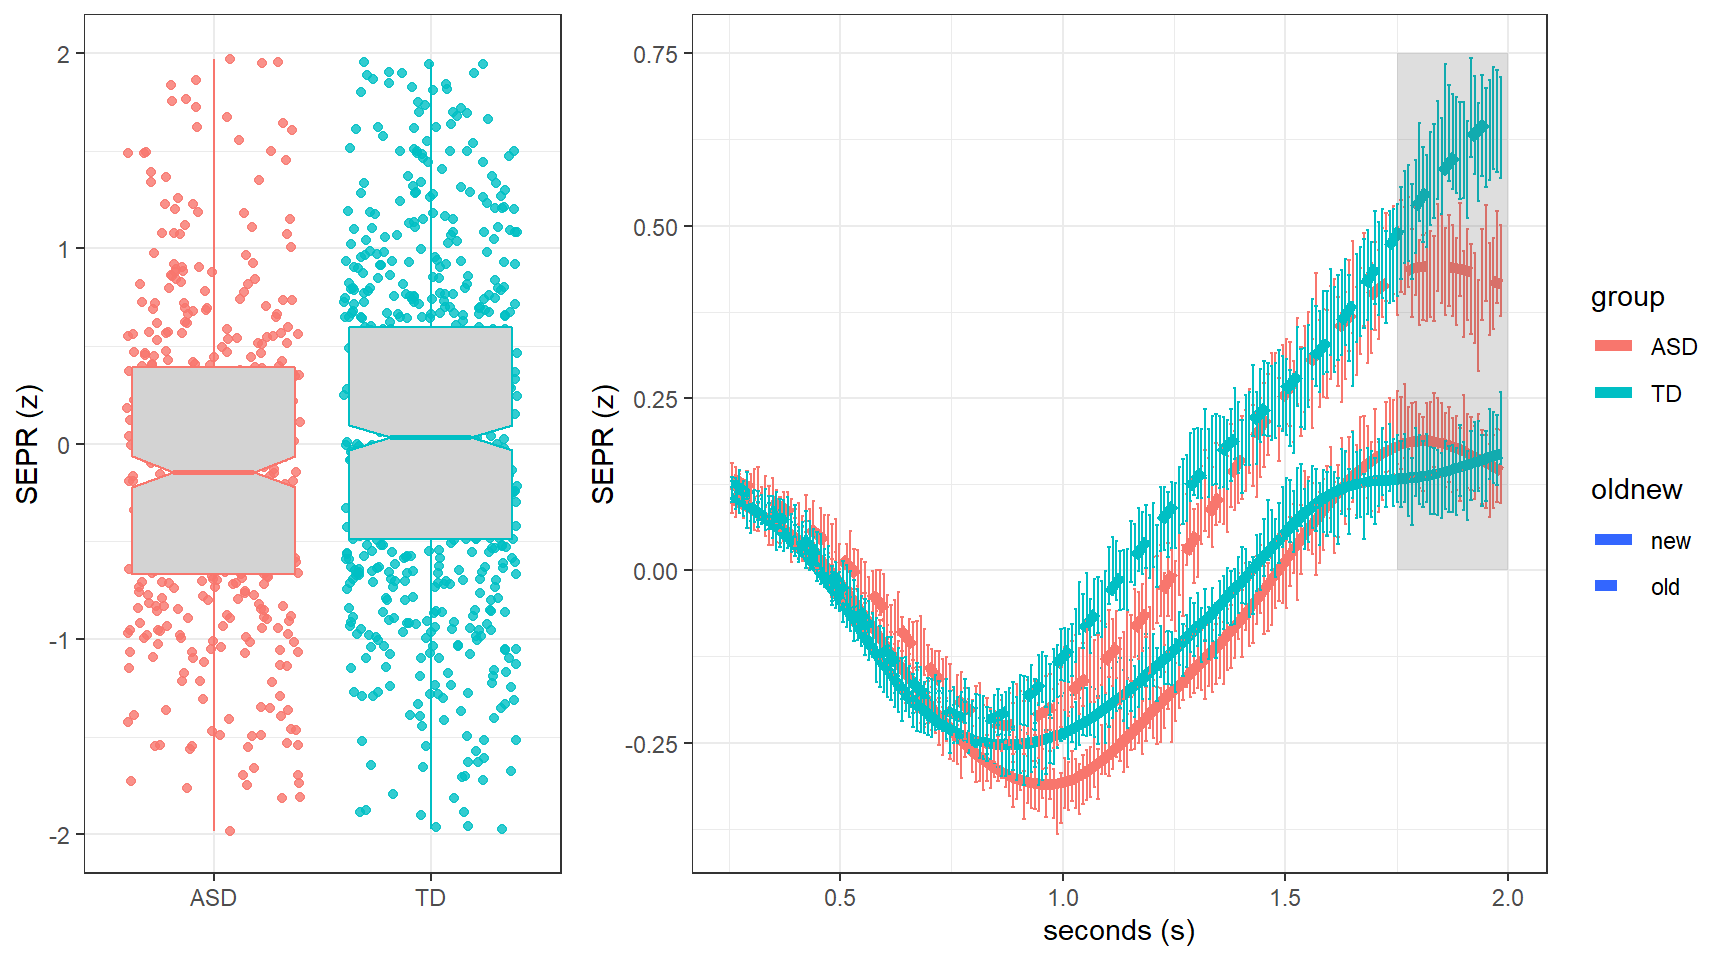 SEPR (z)
2
1
0
-1
-2
ASD
TD
SEPR (z)
0.75
0.50
0.25
0.00
-0.25
0.5
1.0
1.5
2.0
seconds (s)
group
ASD
TD
oldnew
new
old